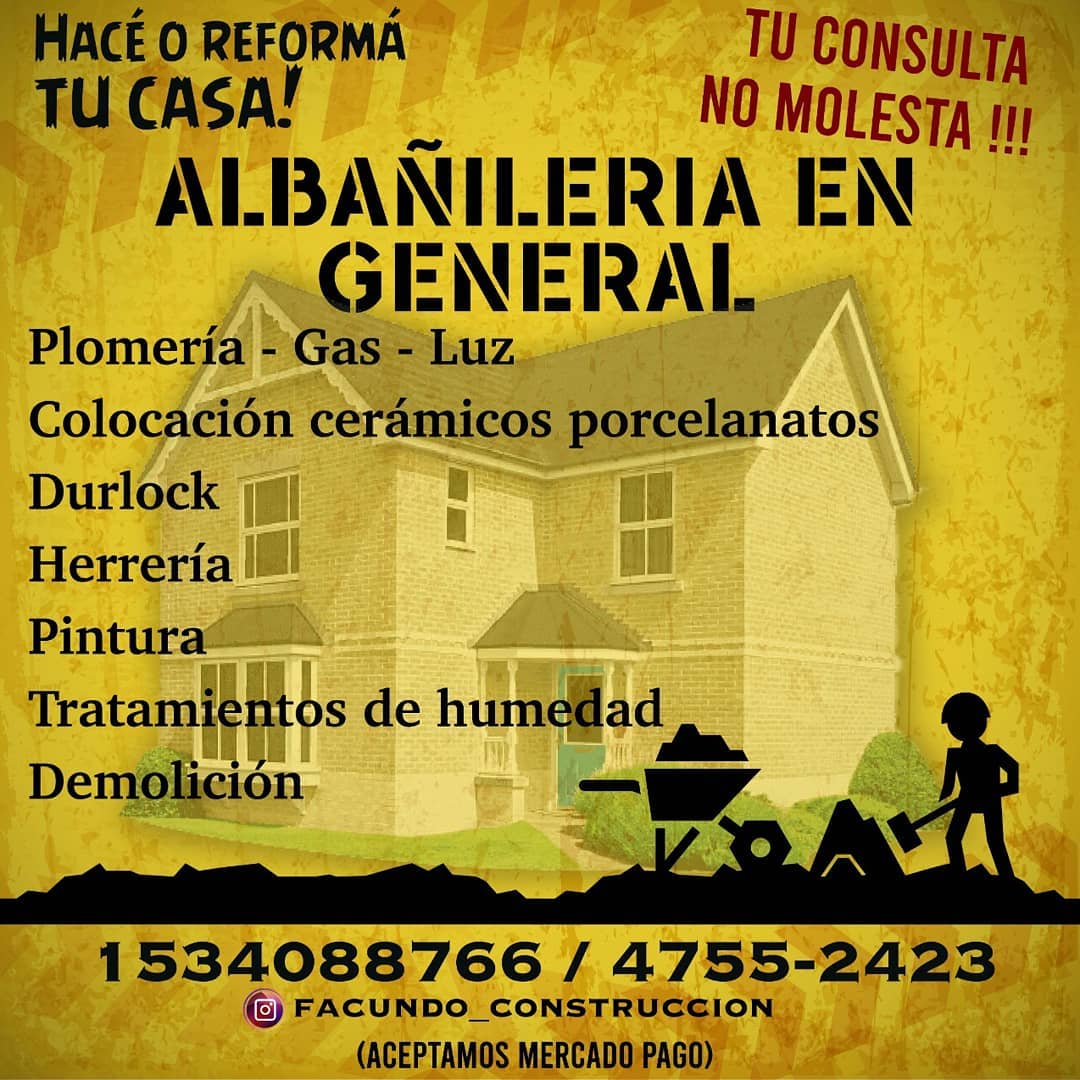 HACÉ O REFORMÁ
TU CASA!
TU CONSULTA
NO MOLESTA !!!
ALBAÑILERIA EN
GENERAL
Plomería - Gas - Luz
Colocación cerámicos porcelanatos
Durlock
Herrería
Pintura
Tratamientos de humedad
Demolición
1534088766 / 4755-2423
FACUNDO_CONSTRUCCION
(ACEPTAMOS MERCADO PAGO)